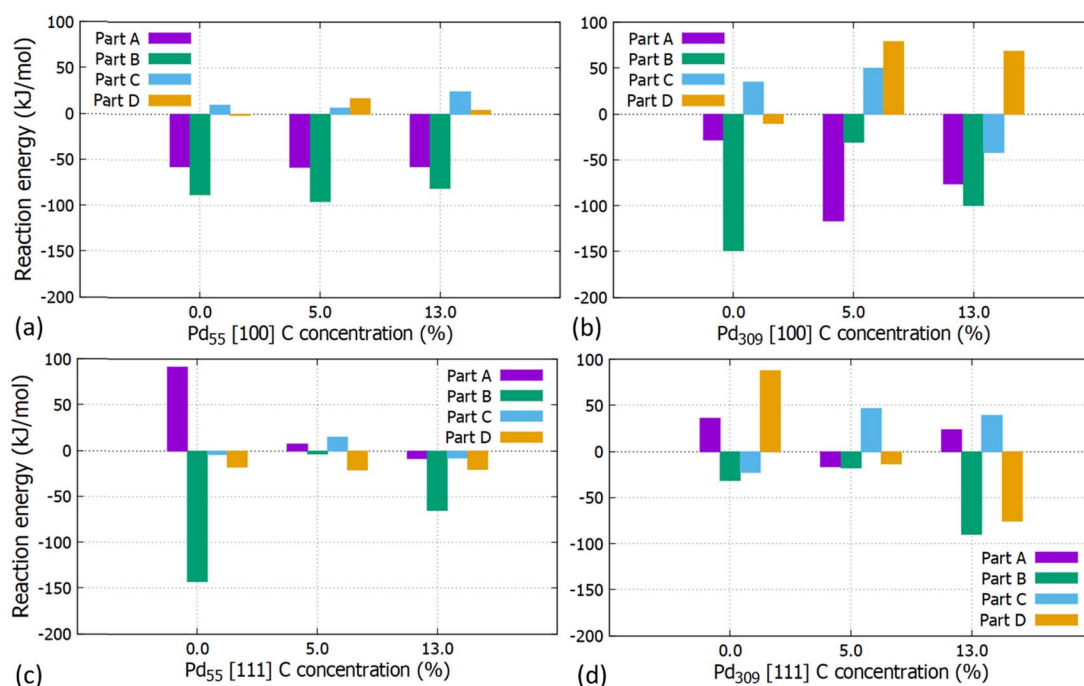 Reaction energy (kJ/mol)
100
50
0
-50
-100
-150
-200
Part A
Part B
Part C
Part D
0.0 5.0 13.0
(a) Pd55 [100] C concentration (%)
100
50
0
-50
-100
-150
-200
Part A
Part B
Part C
Part D
0.0 5.0 13.0
(b) Pd309 [100] C concentration (%)
Reaction energy (kJ/mol)
100
50
0
-50
-100
-150
-200
Part A
Part B
Part C
Part D
0.0 5.0 13.0
(c) Pd55 [111] C concentration (%)
100
50
0
-50
-100
-150
-200
Part A
Part B
Part C
Part D
0.0 5.0 13.0
(d) Pd309 [111] C concentration (%)